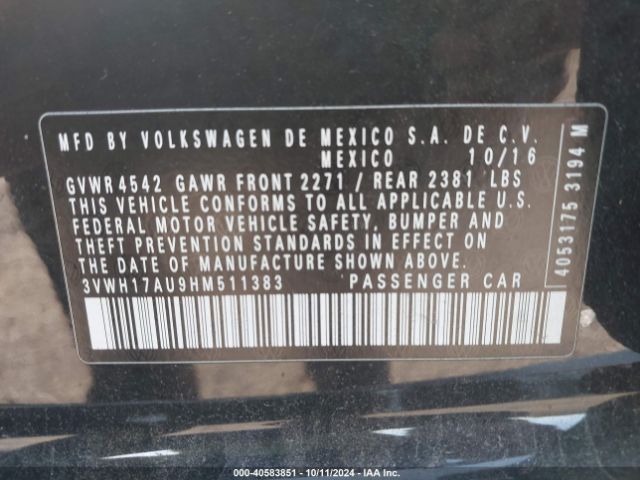 MFD BY VOLKSWAGEN DE MEXICO S.A. DE C.V.
MEXICO 10/16
GVWR 4542 GAWR FRONT 2271 / REAR 2381 LBS
THIS VEHICLE CONFORMS TO ALL APPLICABLE U.S.
FEDERAL MOTOR VEHICLE SAFETY, BUMPER AND
THEFT PREVENTION STANDARDS IN EFFECT ON
THE DATE OF MANUFACTURE SHOWN ABOVE.
3VWH17AU9HM511383 PASSENGER CAR
4053175 3194 M
000-40583851 - 10/11/2024 - IAA Inc.